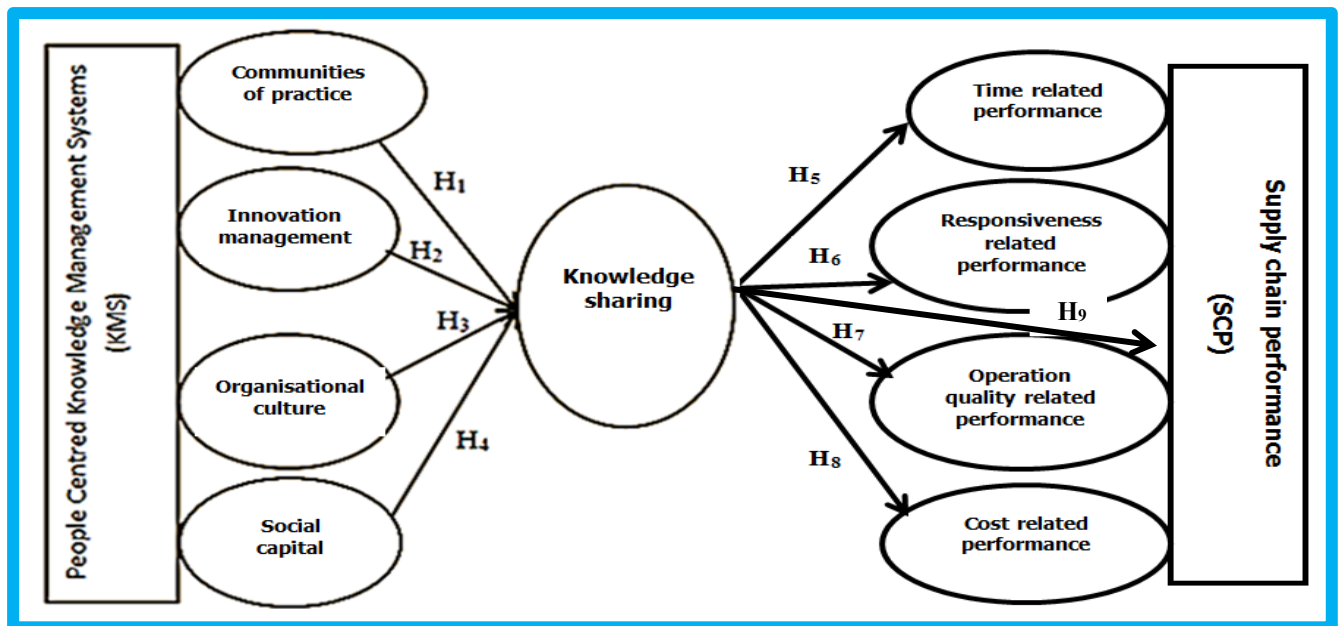 People Centred Knowledge Management Systems
(KMS)
Communities
of practice
Innovation
management
Organisational
culture
Social
capital
H₁
H₂
H₃
H₄
Knowledge
sharing
H₅
H₆
H₉
H₇
H₈
Time related
performance
Responsiveness
related
performance
Operation
quality related
performance
Cost related
performance
Supply chain performance
(SCP)